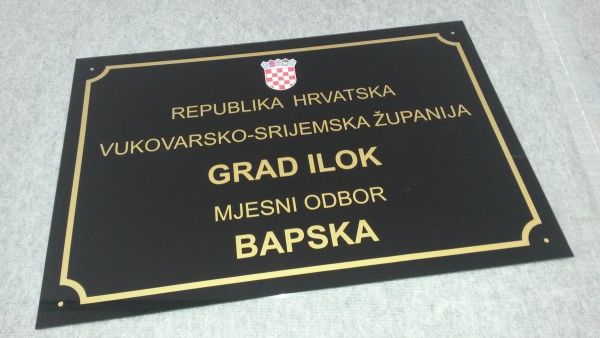 REPUBLIKA HRVATSKA
VUKOVARSKO-SRIJEMSKA ŽUPANIJA
GRAD ILOK
MJESNI ODBOR
BAPSKA